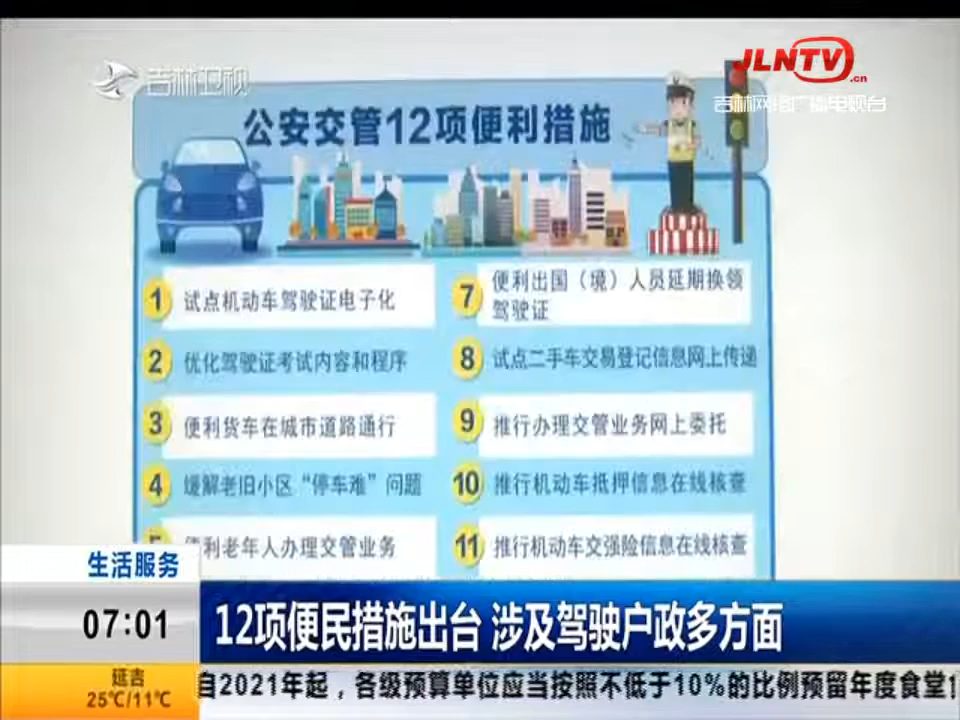 吉林卫视
JLNTV.cn
吉林网络广播电视台
公安交管12项便利措施
1 试点机动车驾驶证电子化
2 优化驾驶证考试内容和程序
3 便利货车在城市道路通行
4 缓解老旧小区“停车难”问题
便利老年人办理交管业务
7 便利出国（境）人员延期换领
驾驶证
8 试点二手车交易登记信息网上传递
9 推行办理交管业务网上委托
10 推行机动车抵押信息在线核查
11 推行机动车交强险信息在线核查
生活服务
07:01
12项便民措施出台 涉及驾驶户政多方面
延吉
25℃/11℃
自2021年起，各级预算单位应当按照不低于10%的比例预留年度食堂